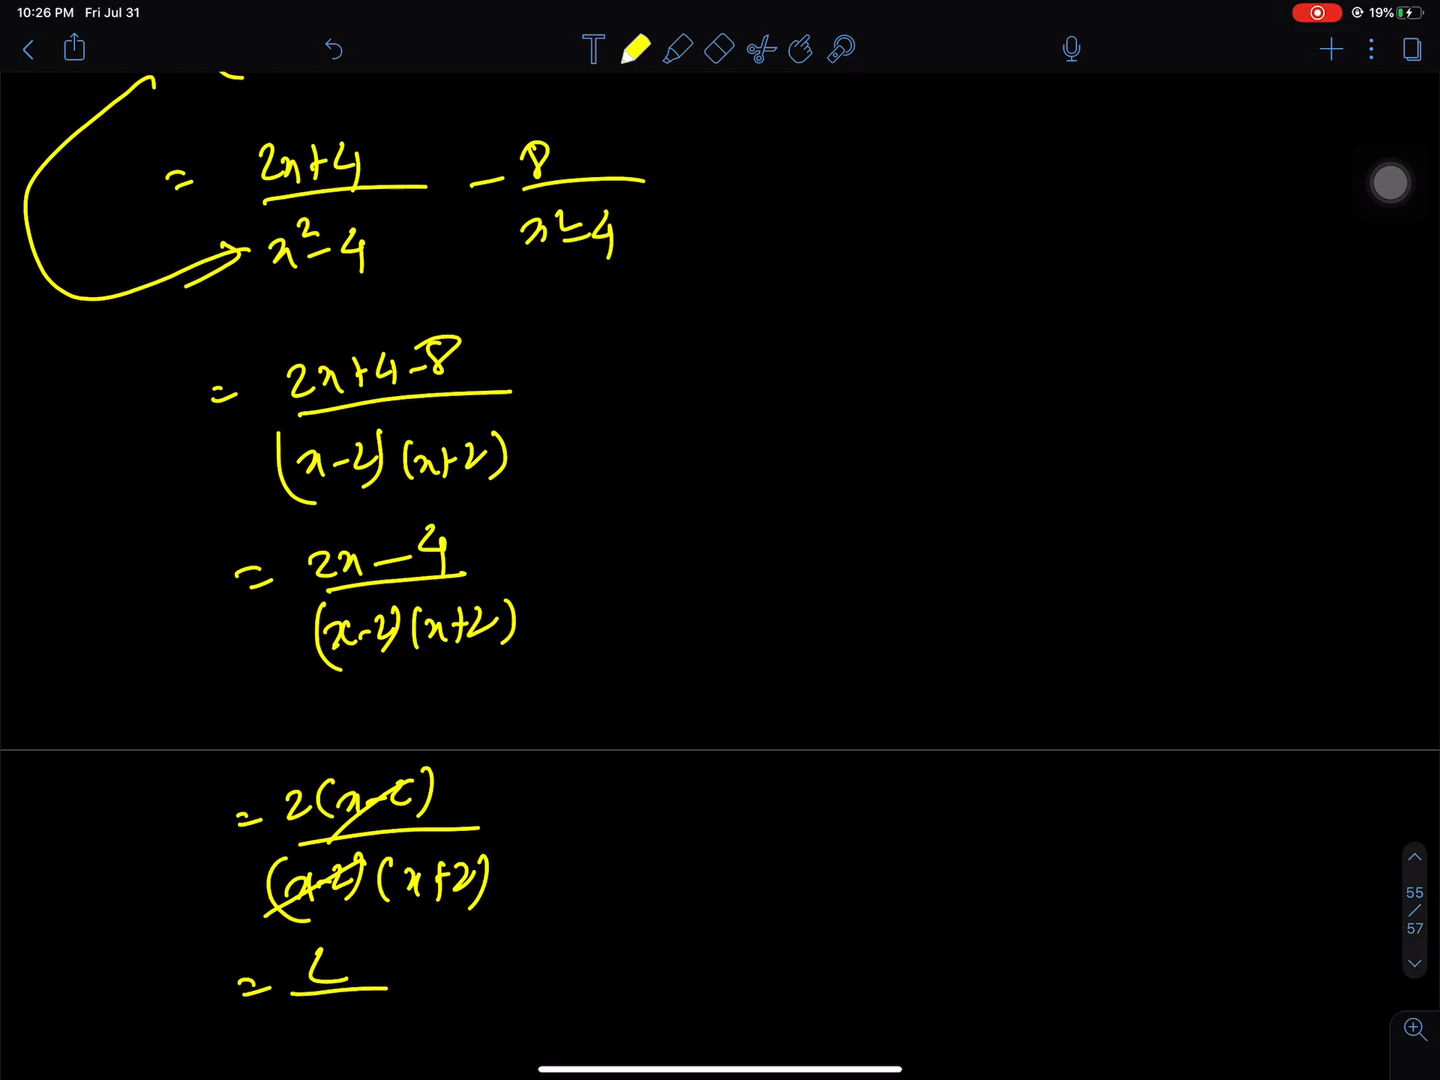 10:26 PM Fri Jul 31
19%
T
= (2x+4)/(x²-4) - 8/(x²-4)
= (2x+4-8)/((x-2)(x+2))
= (2x-4)/((x-2)(x+2))
= 2(x-2)/((x-2)(x+2))
= 2/
55
/
57